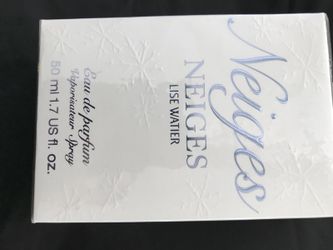 Neiges
NEIGES
LISE WATIER
Eau de parfum
Vaporisateur Spray
50 ml 1.7 US fl. oz.